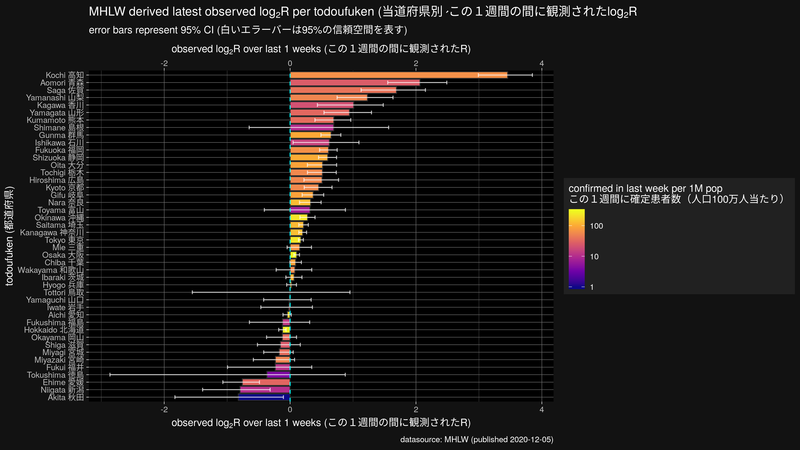 MHLW derived latest observed log₂R per todoufuken (当道府県別 -この１週間の間に観測されたlog₂R
error bars represent 95% CI (白いエラーバーは95%の信頼空間を表す)
observed log₂R over last 1 weeks (この１週間の間に観測されたR)
-2 0 2 4
todoufuken (都道府県)
Kochi 高知
Aomori 青森
Saga 佐賀
Yamanashi 山梨
Kagawa 香川
Yamagata 山形
Kumamoto 熊本
Shimane 島根
Gunma 群馬
Ishikawa 石川
Fukuoka 福岡
Shizuoka 静岡
Oita 大分
Tochigi 栃木
Hiroshima 広島
Kyoto 京都
Gifu 岐阜
Nara 奈良
Toyama 富山
Okinawa 沖縄
Saitama 埼玉
Kanagawa 神奈川
Tokyo 東京
Mie 三重
Osaka 大阪
Chiba 千葉
Wakayama 和歌山
Ibaraki 茨城
Hyogo 兵庫
Tottori 鳥取
Yamaguchi 山口
Iwate 岩手
Aichi 愛知
Fukushima 福島
Hokkaido 北海道
Okayama 岡山
Shiga 滋賀
Miyagi 宮城
Miyazaki 宮崎
Fukui 福井
Tokushima 徳島
Ehime 愛媛
Niigata 新潟
Akita 秋田
-2 0 2 4
observed log₂R over last 1 weeks (この１週間の間に観測されたR)
confirmed in last week per 1M pop
この１週間に確定患者数（人口100万人当たり）
100
10
1
datasource: MHLW (published 2020-12-05)